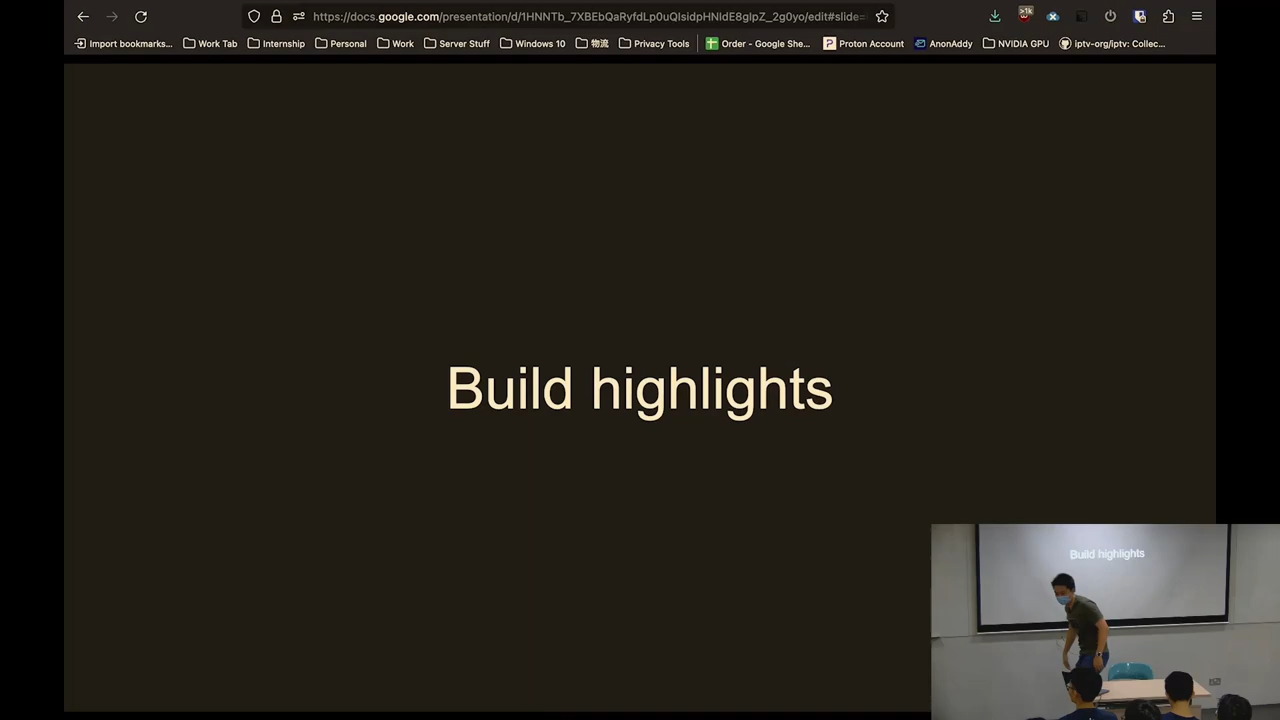 https://docs.google.com/presentation/d/1HNNTb_7XBEbQaRyfdLp0uQIsidpHNIdE8gIpZ_2g0yo/edit#slide=
>1k
Import bookmarks...
Work Tab
Internship
Personal
Work
Server Stuff
Windows 10
物流
Privacy Tools
Order - Google She...
Proton Account
AnonAddy
NVIDIA GPU
iptv-org/iptv: Collec...
Build highlights
Build highlights